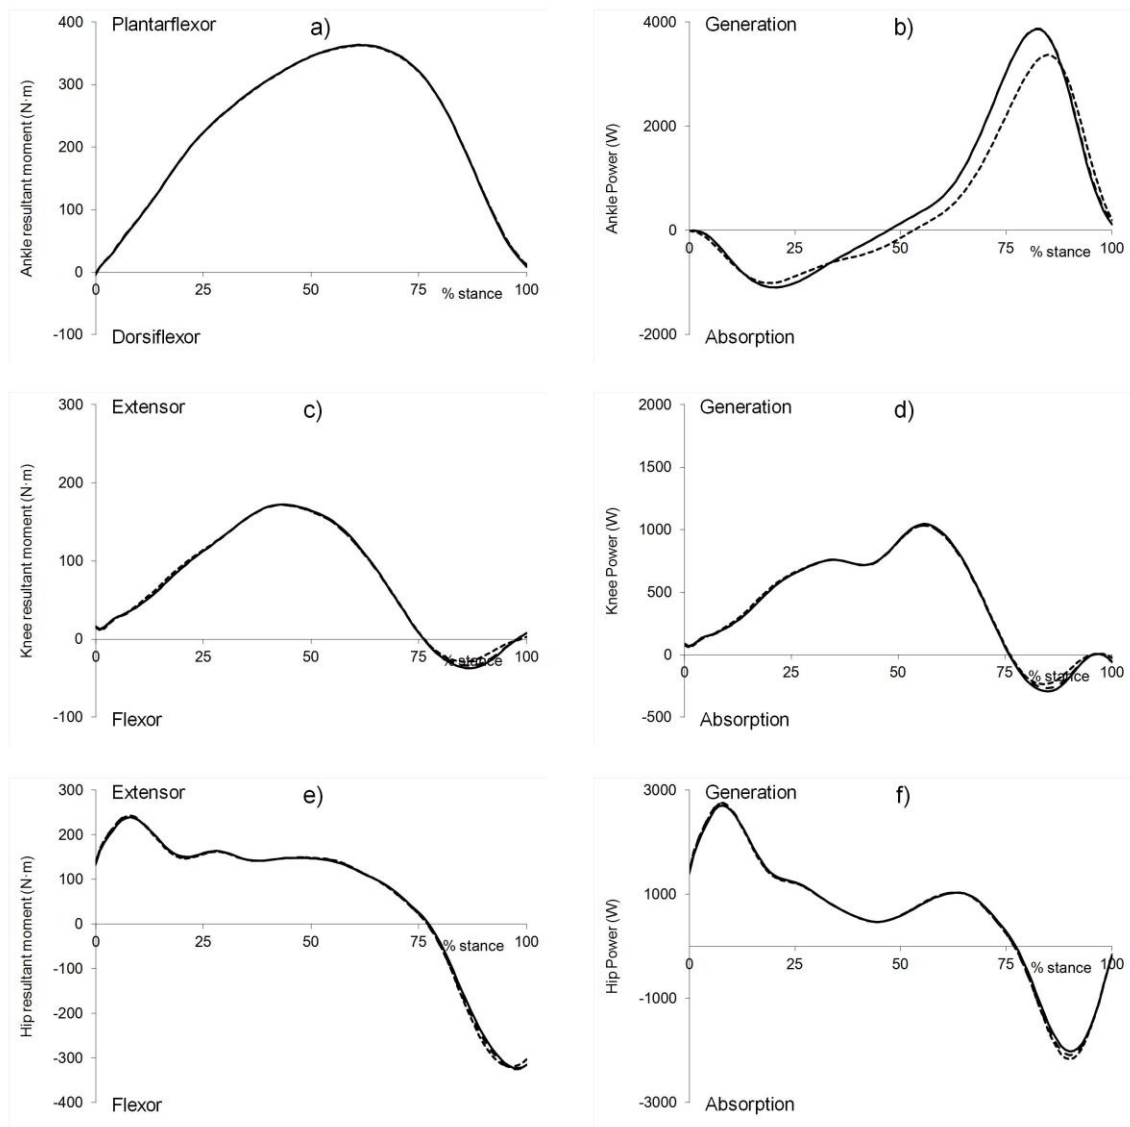 Plantarflexor
a)
400
300
200
100
0
-100
0 25 50 75 100
% stance
Ankle resultant moment (N·m)
Dorsiflexor
Generation
b)
4000
2000
0
-2000
0 25 50 75 100
% stance
Ankle Power (W)
Absorption
Extensor
c)
300
200
100
0
-100
0 25 50 75 100
% stance
Knee resultant moment (N·m)
Flexor
Generation
d)
2000
1500
1000
500
0
-500
0 25 50 75 100
% stance
Knee Power (W)
Absorption
Extensor
e)
300
200
100
0
-100
-200
-300
-400
0 25 50 75 100
% stance
Hip resultant moment (N·m)
Flexor
Generation
f)
3000
1000
-1000
-3000
0 25 50 75 100
% stance
Hip Power (W)
Absorption